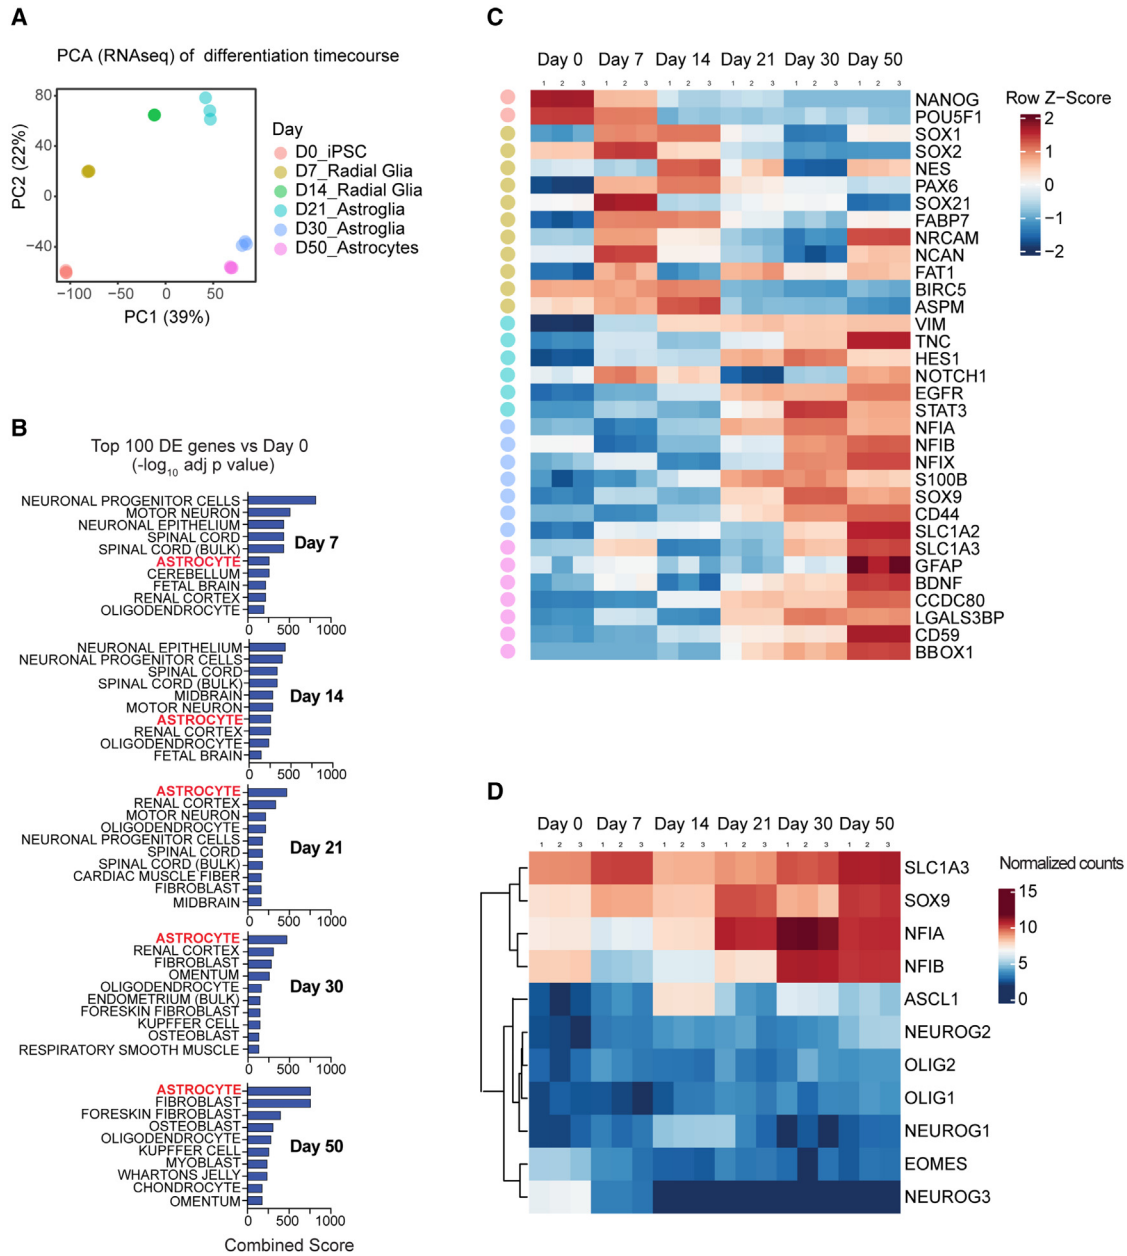 A
PCA (RNAseq) of differentiation timecourse
80
40
0
−40
PC2 (22%)
−100
−50
0
50
PC1 (39%)
Day
D0_iPSC
D7_Radial Glia
D14_Radial Glia
D21_Astroglia
D30_Astroglia
D50_Astrocytes
B
Top 100 DE genes vs Day 0
(-log10 adj p value)
NEURONAL PROGENITOR CELLS
MOTOR NEURON
NEURONAL EPITHELIUM
SPINAL CORD
SPINAL CORD (BULK)
ASTROCYTE
CEREBELLUM
FETAL BRAIN
RENAL CORTEX
OLIGODENDROCYTE
Day 7
0 500 1000
NEURONAL EPITHELIUM
NEURONAL PROGENITOR CELLS
SPINAL CORD
SPINAL CORD (BULK)
MIDBRAIN
MOTOR NEURON
ASTROCYTE
RENAL CORTEX
OLIGODENDROCYTE
FETAL BRAIN
Day 14
0 500 1000
ASTROCYTE
RENAL CORTEX
MOTOR NEURON
OLIGODENDROCYTE
NEURONAL PROGENITOR CELLS
SPINAL CORD
SPINAL CORD (BULK)
CARDIAC MUSCLE FIBER
FIBROBLAST
MIDBRAIN
Day 21
0 500 1000
ASTROCYTE
RENAL CORTEX
FIBROBLAST
OMENTUM
OLIGODENDROCYTE
ENDOMETRIUM (BULK)
FORESKIN FIBROBLAST
KUPFFER CELL
OSTEOBLAST
RESPIRATORY SMOOTH MUSCLE
Day 30
0 500 1000
ASTROCYTE
FIBROBLAST
FORESKIN FIBROBLAST
OSTEOBLAST
OLIGODENDROCYTE
KUPFFER CELL
MYOBLAST
WHARTONS JELLY
CHONDROCYTE
OMENTUM
Day 50
0 500 1000
Combined Score
C
Day 0 Day 7 Day 14 Day 21 Day 30 Day 50
1 2 3 1 2 3 1 2 3 1 2 3 1 2 3 1 2 3
NANOG
POU5F1
SOX1
SOX2
NES
PAX6
SOX21
FABP7
NRCAM
NCAN
FAT1
BIRC5
ASPM
VIM
TNC
HES1
NOTCH1
EGFR
STAT3
NFIA
NFIB
NFIX
S100B
SOX9
CD44
SLC1A2
SLC1A3
GFAP
BDNF
CCDC80
LGALS3BP
CD59
BBOX1
Row Z−Score
2
1
0
−1
−2
D
Day 0 Day 7 Day 14 Day 21 Day 30 Day 50
1 2 3 1 2 3 1 2 3 1 2 3 1 2 3 1 2 3
SLC1A3
SOX9
NFIA
NFIB
ASCL1
NEUROG2
OLIG2
OLIG1
NEUROG1
EOMES
NEUROG3
Normalized counts
15
10
5
0